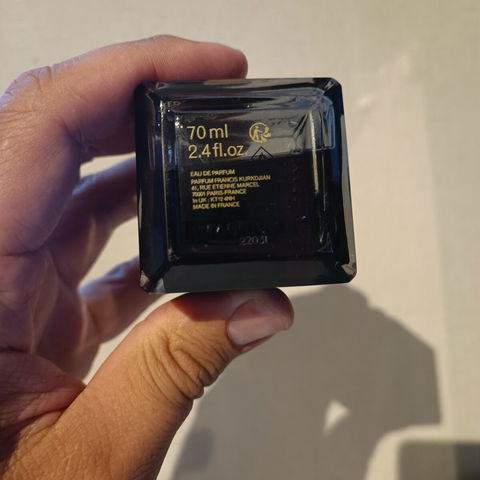 70 ml
2.4 fl.oz.
EAU DE PARFUM
PARFUM FRANCIS KURKDJIAN
41, RUE ETIENNE MARCEL
75001 PARIS-FRANCE
In UK : KT12 4NH
MADE IN FRANCE